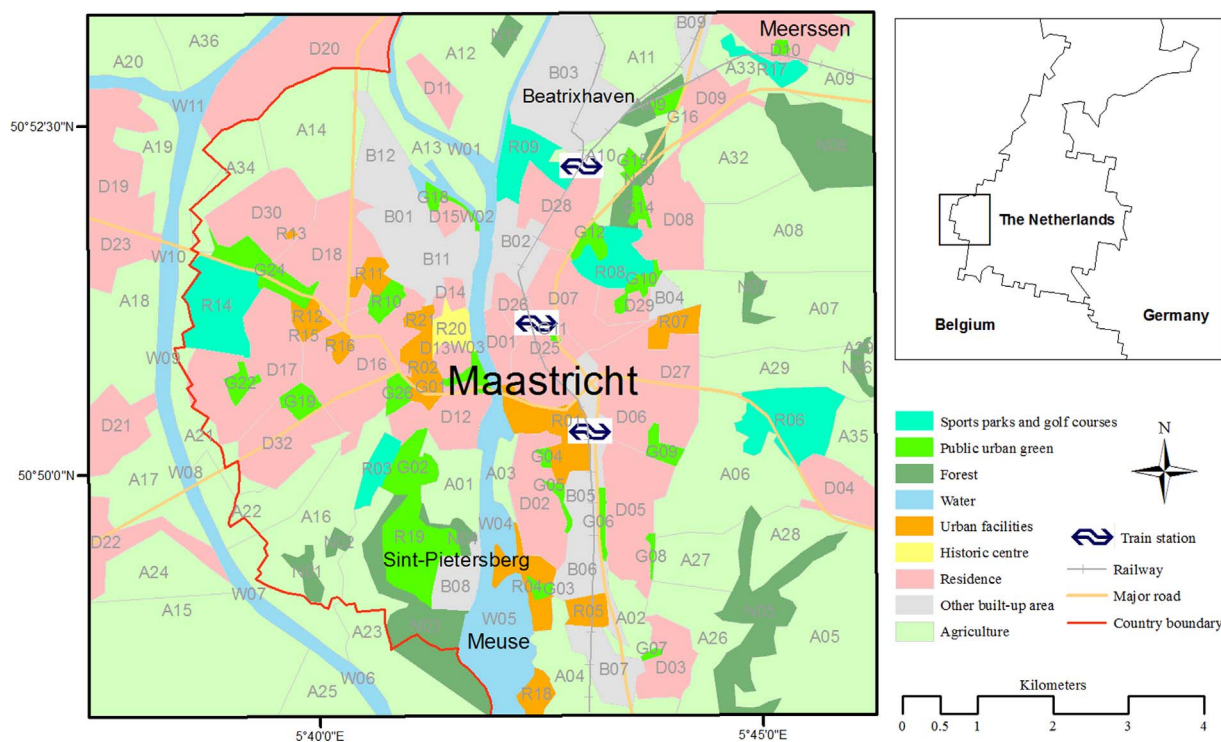 A36
D20
A12
B09
Meerssen
D10
A20
A11
A33
R17
A09
B03
D11
Beatrixhaven
D09
W11
G16
50°52'30"N
A14
A19
B12
A13
W01
R09
A10
G15
A32
A34
D19
G18
G14
D30
B01
D15
W02
D28
D08
R13
D23
G12
A08
W10
D18
B02
G24
B11
R08
G10
R11
A18
R14
R10
D14
D26
D07
D29
B04
A07
R12
R21
R20
G11
R07
R15
R16
D13
W03
D01
D25
W09
D17
D16
R02
Maastricht
D27
A29
G22
G01
G26
G19
D12
R01
D06
R06
D21
A21
D32
A35
50°50'00"N
R03
G02
G04
G09
A17
W08
A01
A03
A06
G05
B05
D02
D04
D05
A22
A16
G06
W04
D22
R19
A28
Sint-Pietersberg
G08
A27
A24
B06
R04
G03
B08
A15
W07
R05
W05
A02
A23
Meuse
A26
A05
G07
D03
W06
A04
B07
A25
R18
5°40'0"E
5°45'0"E
The Netherlands
Belgium
Germany
Sports parks and golf courses
Public urban green
Forest
Water
Urban facilities
Historic centre
Residence
Other built-up area
Agriculture
N
Train station
Railway
Major road
Country boundary
Kilometers
0 0.5 1 2 3 4